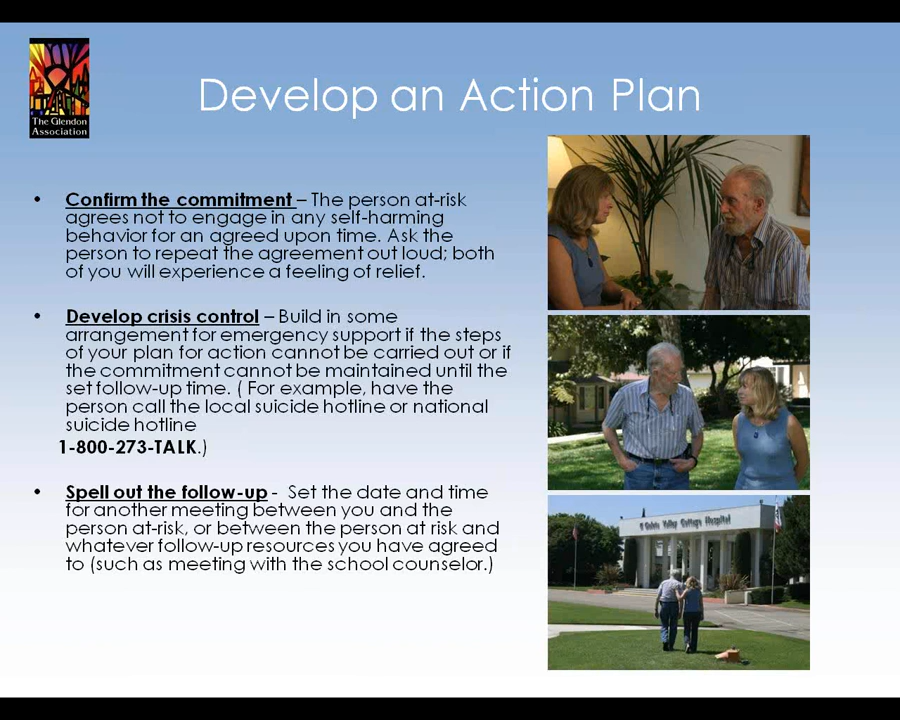 The Glendon
Association
Develop an Action Plan
• Confirm the commitment – The person at-risk
agrees not to engage in any self-harming
behavior for an agreed upon time. Ask the
person to repeat the agreement out loud; both
of you will experience a feeling of relief.
• Develop crisis control – Build in some
arrangement for emergency support if the steps
of your plan for action cannot be carried out or if
the commitment cannot be maintained until the
set follow-up time. ( For example, have the
person call the local suicide hotline or national
suicide hotline
1-800-273-TALK.)
• Spell out the follow-up - Set the date and time
for another meeting between you and the
person at-risk, or between the person at risk and
whatever follow-up resources you have agreed
to (such as meeting with the school counselor.)
Valley College Hospital